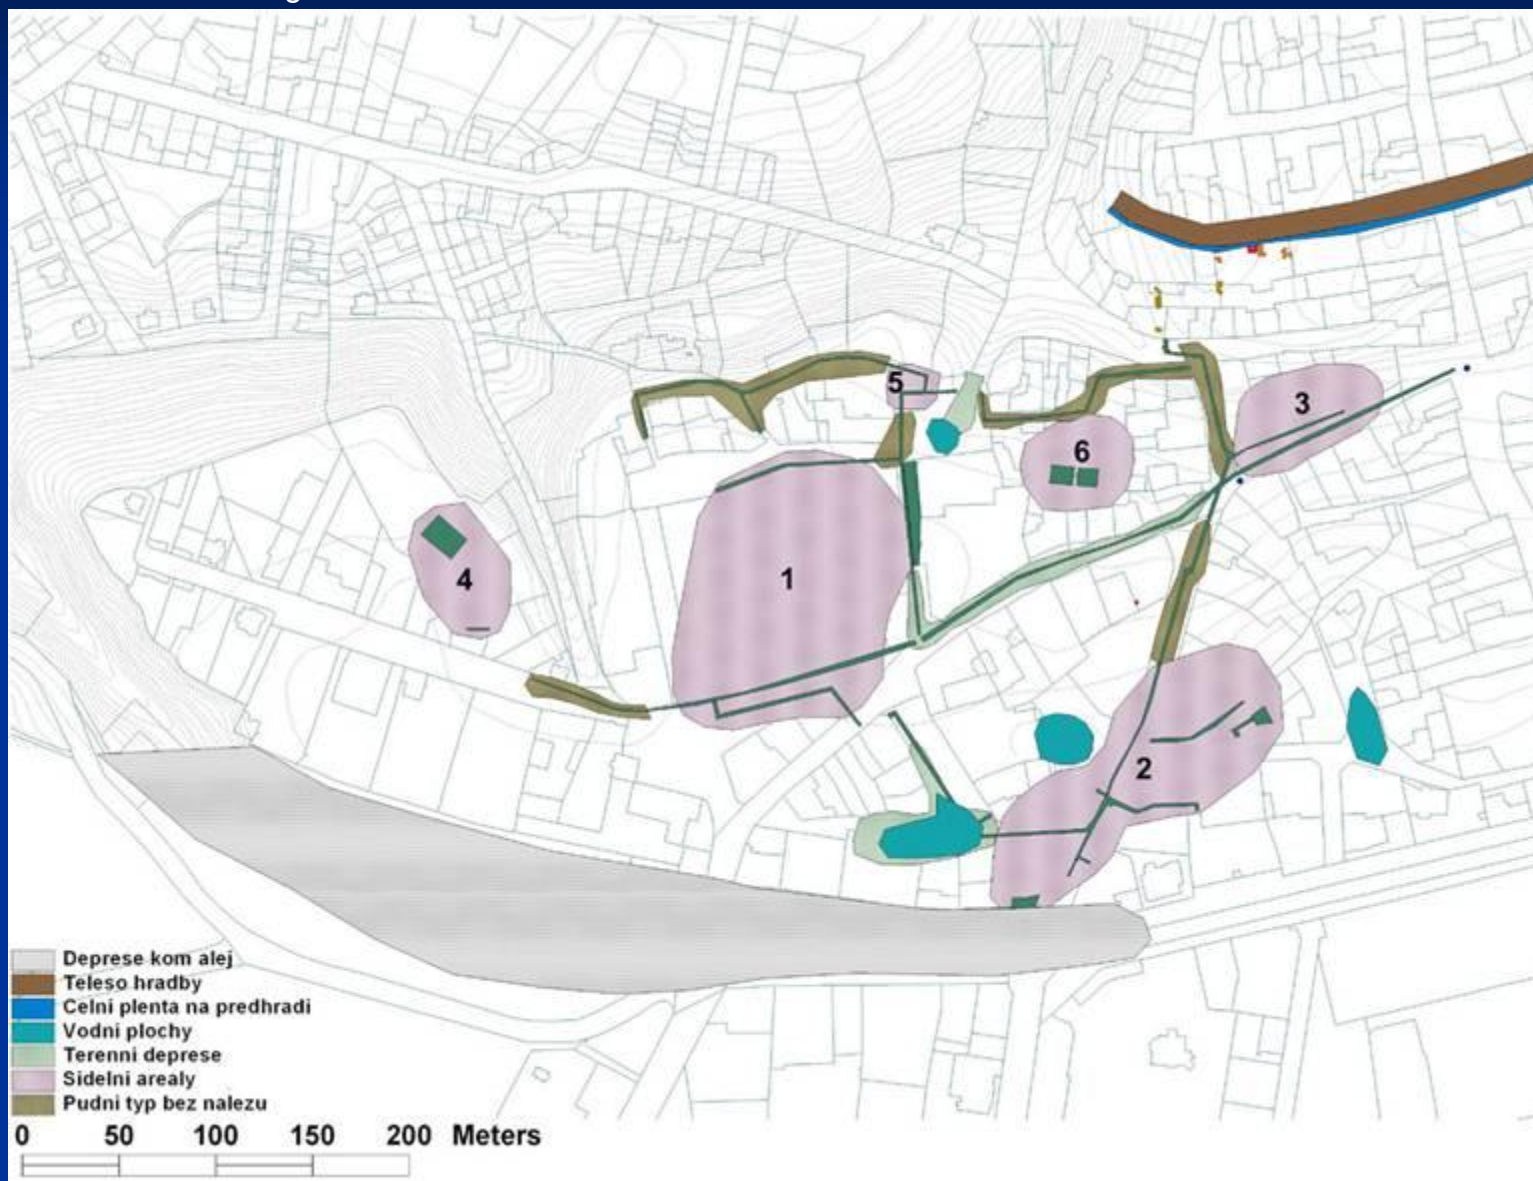 5
3
6
4
1
2
Deprese kom alej
Teleso hradby
Celni plenta na predhradi
Vodni plochy
Terenni deprese
Sidelni arealy
Pudni typ bez nalezu
0 50 100 150 200 Meters